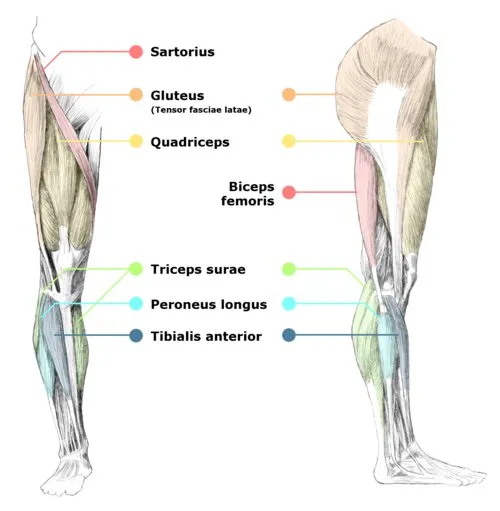 Sartorius
Gluteus
(Tensor fasciae latae)
Quadriceps
Biceps
femoris
Triceps surae
Peroneus longus
Tibialis anterior